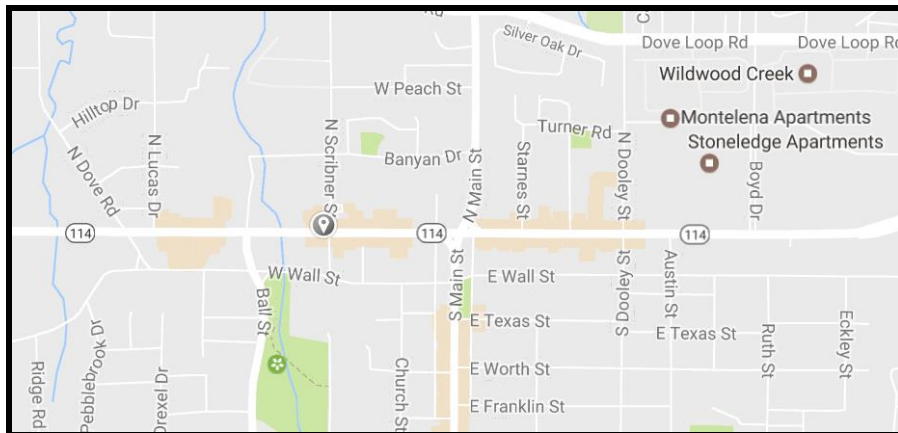 Rd
Silver Oak Dr
Dove Loop Rd
Dove Loop Rd
Wildwood Creek
W Peach St
Hilltop Dr
Montelena Apartments
Turner Rd
Stoneledge Apartments
Banyan Dr
N Dove Rd
N Lucas Dr
N Scribner S
N Main St
Starnes St
N Dooley St
Boyd Dr
114
114
114
W Wall St
E Wall St
Ball St
S Main St
S Dooley St
Austin St
E Texas St
E Texas St
Pebblebrook Dr
Ridge Rd
Drexel Dr
Church St
E Worth St
Ruth St
Eckley St
E Franklin St